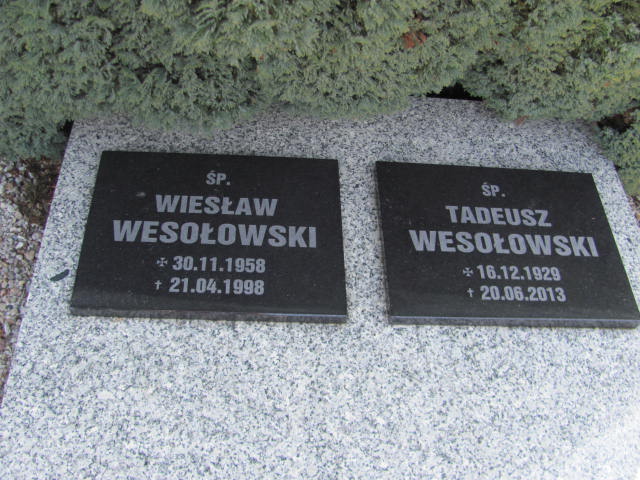 ŚP.
WIESŁAW
WESOŁOWSKI
✠ 30.11.1958
✝ 21.04.1998
ŚP.
TADEUSZ
WESOŁOWSKI
✠ 16.12.1929
✝ 20.06.2013